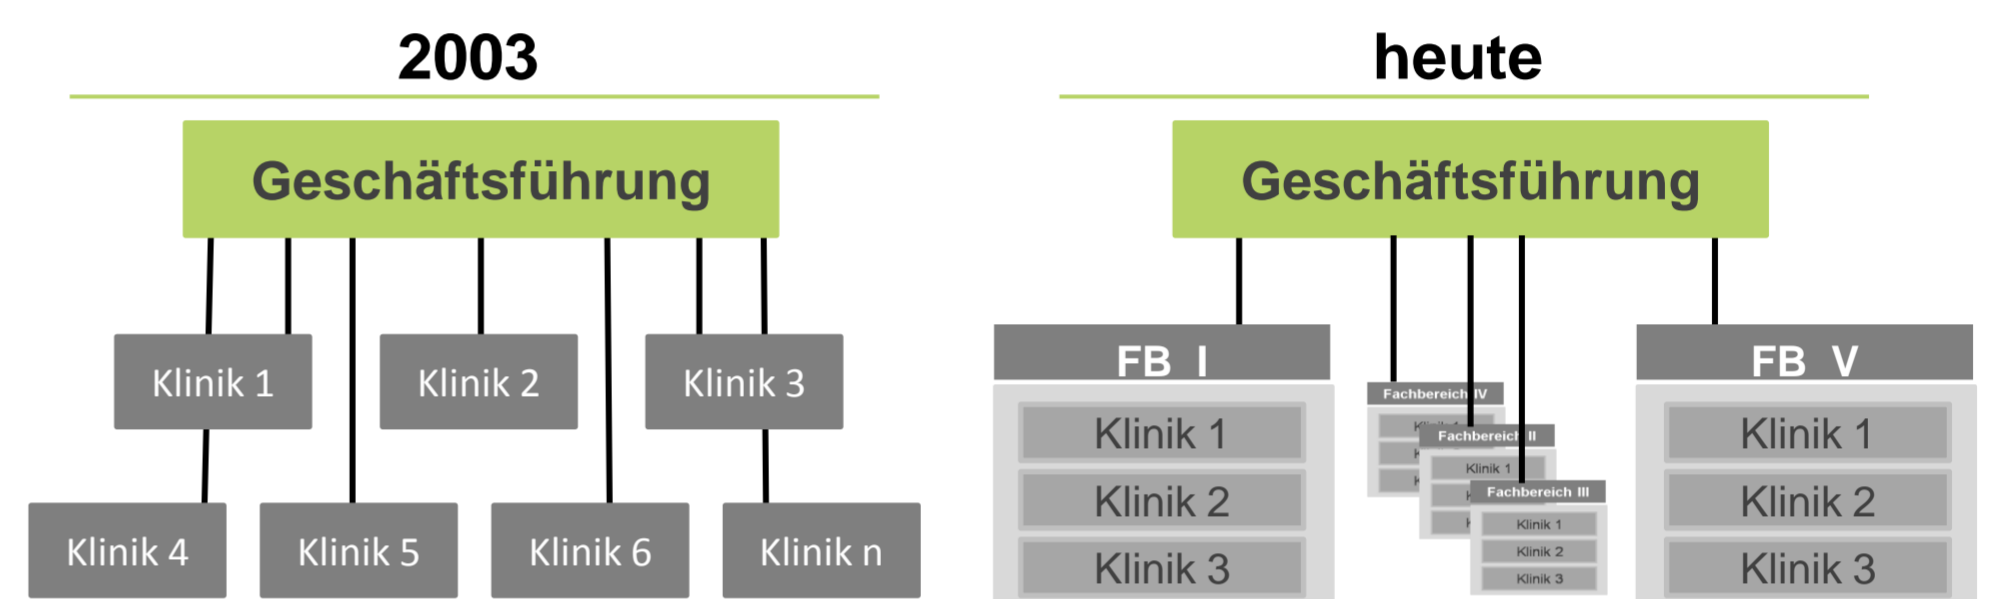 2003
Geschäftsführung
Klinik 1
Klinik 2
Klinik 3
Klinik 4
Klinik 5
Klinik 6
Klinik n
heute
Geschäftsführung
FB I
Klinik 1
Klinik 2
Klinik 3
Fachbereich IV
Fachbereich II
Klinik 1
Fachbereich III
Klinik 1
Klinik 2
Klinik 3
FB V
Klinik 1
Klinik 2
Klinik 3